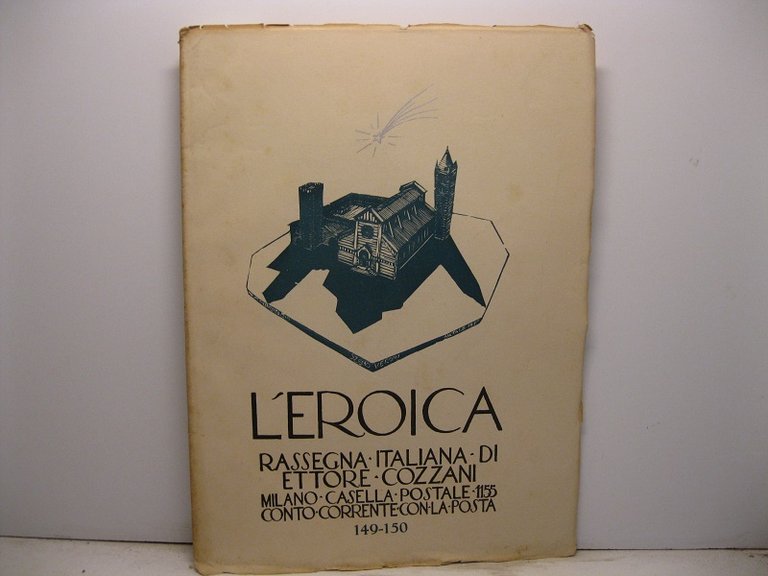 L'EROICA
RASSEGNA·ITALIANA·DI
ETTORE·COZZANI
MILANO·CASELLA·POSTALE·1155
CONTO·CORRENTE·CON·LA·POSTA
149-150